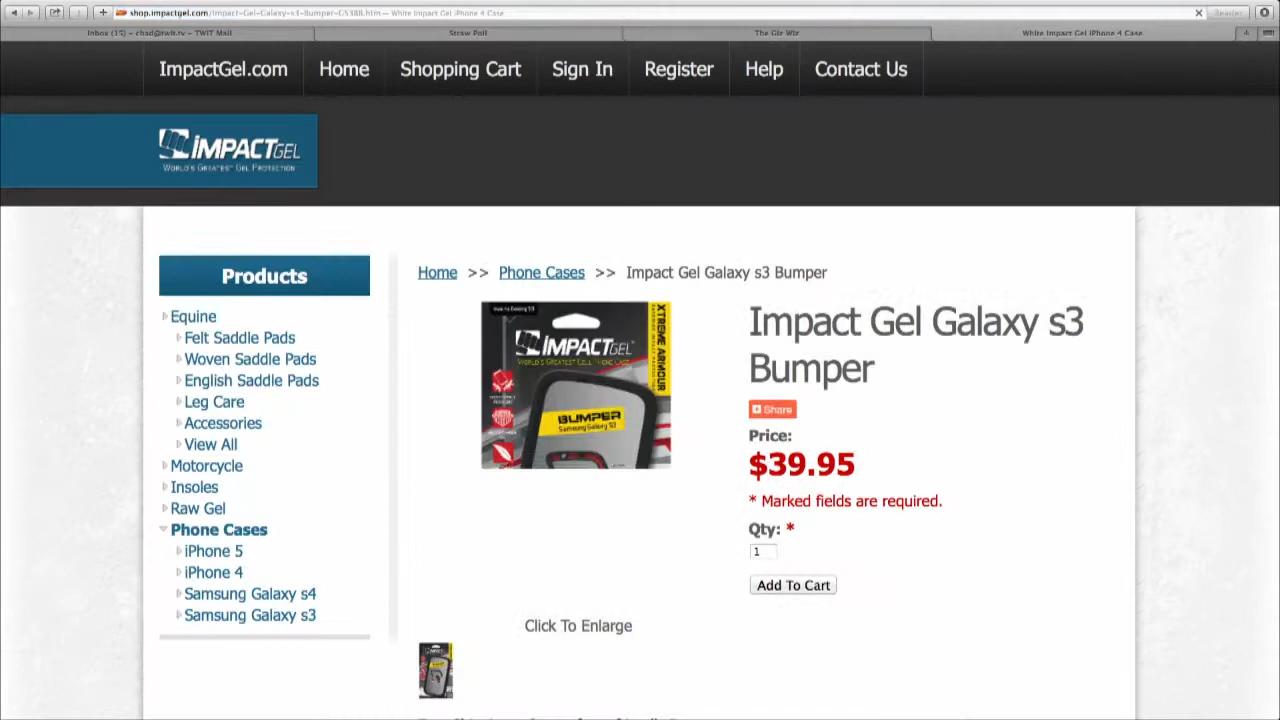 shop.impactgel.com/Impact-Gel-Galaxy-s3-Bumper-G5388.htm — White Impact Gel iPhone 4 Case
Reader
Inbox (15) – chad@twit.tv – TWiT Mail
Straw Poll
The Giz Wiz
White Impact Gel iPhone 4 Case
ImpactGel.com
Home
Shopping Cart
Sign In
Register
Help
Contact Us
IMPACTGEL
WORLD'S GREATEST GEL PROTECTION
Products
Equine
Felt Saddle Pads
Woven Saddle Pads
English Saddle Pads
Leg Care
Accessories
View All
Motorcycle
Insoles
Raw Gel
Phone Cases
iPhone 5
iPhone 4
Samsung Galaxy s4
Samsung Galaxy s3
Home >> Phone Cases >> Impact Gel Galaxy s3 Bumper
IMPACTGEL
WORLD'S GREATEST CELL PHONE CASE
XTREME ARMOUR
BUMPER
Samsung Galaxy S3
Click To Enlarge
Impact Gel Galaxy s3
Bumper
Share
Price:
$39.95
* Marked fields are required.
Qty: *
1
Add To Cart